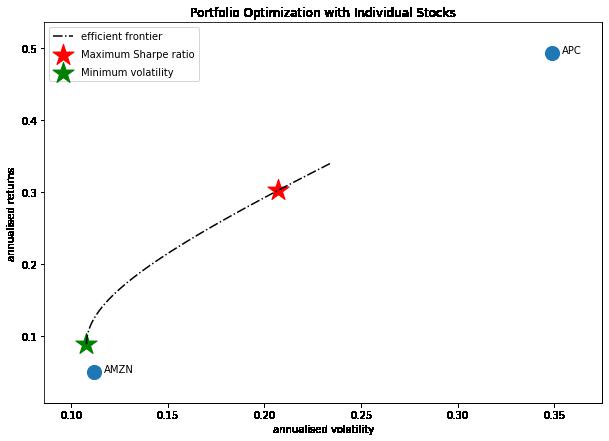 Portfolio Optimization with Individual Stocks
efficient frontier
Maximum Sharpe ratio
Minimum volatility
APC
AMZN
annualised returns
0.5
0.4
0.3
0.2
0.1
0.10 0.15 0.20 0.25 0.30 0.35
annualised volatility